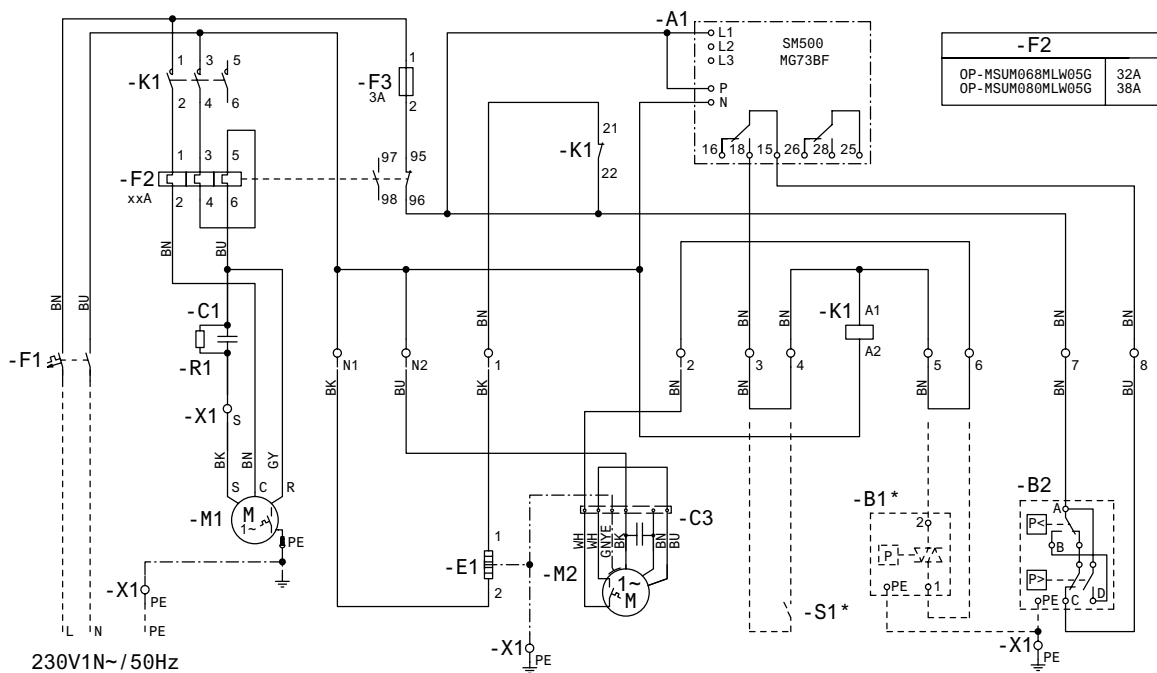 -A1
L1
L2
L3
P
N
SM500
MG73BF
16 18 15 26 28 25
-F2
OP-MSUM068MLW05G 32A
OP-MSUM080MLW05G 38A
1 3 5
-K1
2 4 6
1
-F3
3A
2
21
-K1
22
1 3 5
-F2
xxA
2 4 6
97 95
98 96
BN BU
BN BU
-C1
-R1
-F1
-X1 S
BK BN GY
S C R
-M1
M
1~
PE
-X1
PE
L N PE
230V1N~/50Hz
N1 N2 1 2 3 4 5 6 7 8
BN BN BN BN BN BN BN BN
-K1 A1
A2
BK BU BK BN BN BN BN BN BN BU
1
-E1
2
-M2
-C3
WH WH GNYE BK BN BU
1~
M
-X1
PE
-S1*
-B1*
2
P
PE 1
-B2
A
P<
B
P>
PE C D
-X1
PE